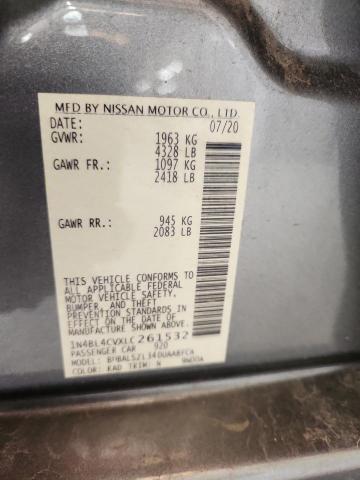 MFD BY NISSAN MOTOR CO., LTD.
DATE: 07/20
GVWR: 1963 KG
4328 LB
GAWR FR: 1097 KG
2418 LB
GAWR RR: 945 KG
2083 LB
THIS VEHICLE CONFORMS TO
ALL APPLICABLE FEDERAL
MOTOR VEHICLE SAFETY,
BUMPER, AND THEFT
PREVENTION STANDARDS IN
EFFECT ON THE DATE OF
MANUFACTURE SHOWN ABOVE.
1N4BL4CVXLC261532
PASSENGER CAR 920
MODEL:
COLOR: KAD TRIM: